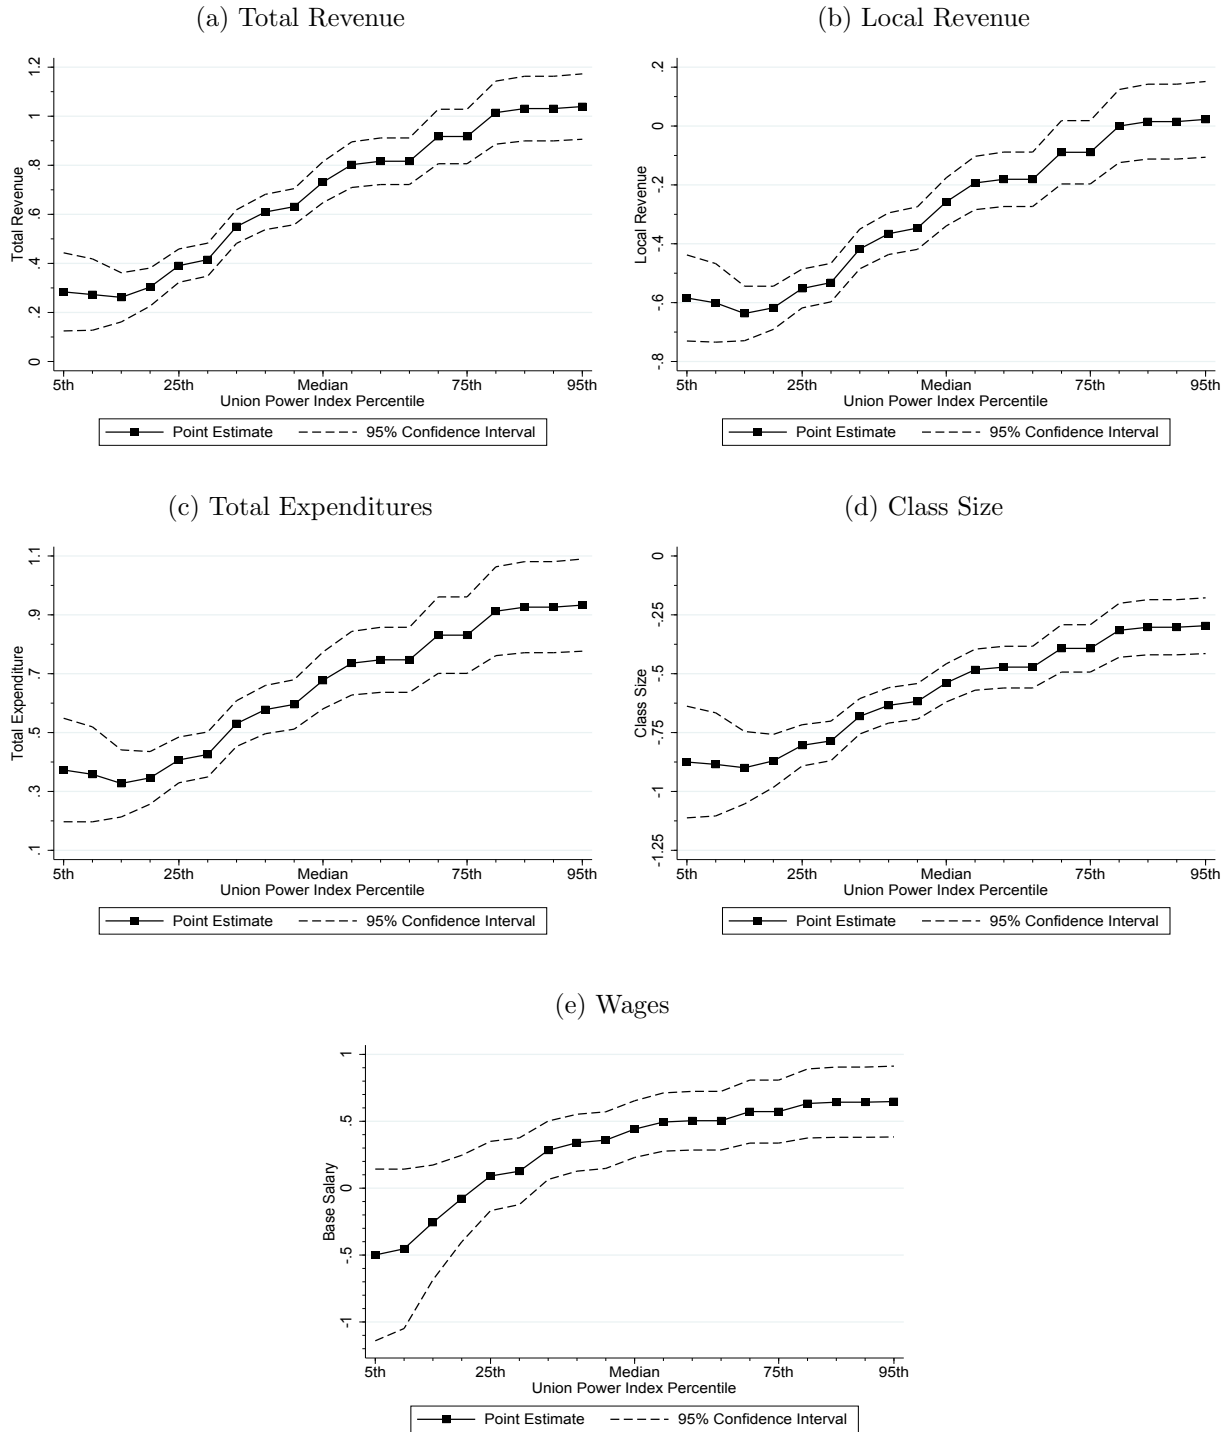 (a) Total Revenue
Total Revenue
0 .2 .4 .6 .8 1 1.2
5th 25th Median 75th 95th
Union Power Index Percentile
Point Estimate 95% Confidence Interval
(b) Local Revenue
Local Revenue
-.8 -.6 -.4 -.2 0 .2
5th 25th Median 75th 95th
Union Power Index Percentile
Point Estimate 95% Confidence Interval
(c) Total Expenditures
Total Expenditure
.1 .3 .5 .7 .9 1.1
5th 25th Median 75th 95th
Union Power Index Percentile
Point Estimate 95% Confidence Interval
(d) Class Size
Class Size
-1.25 -1 -.75 -.5 -.25 0
5th 25th Median 75th 95th
Union Power Index Percentile
Point Estimate 95% Confidence Interval
(e) Wages
Base Salary
-1 -.5 0 .5 1
5th 25th Median 75th 95th
Union Power Index Percentile
Point Estimate 95% Confidence Interval